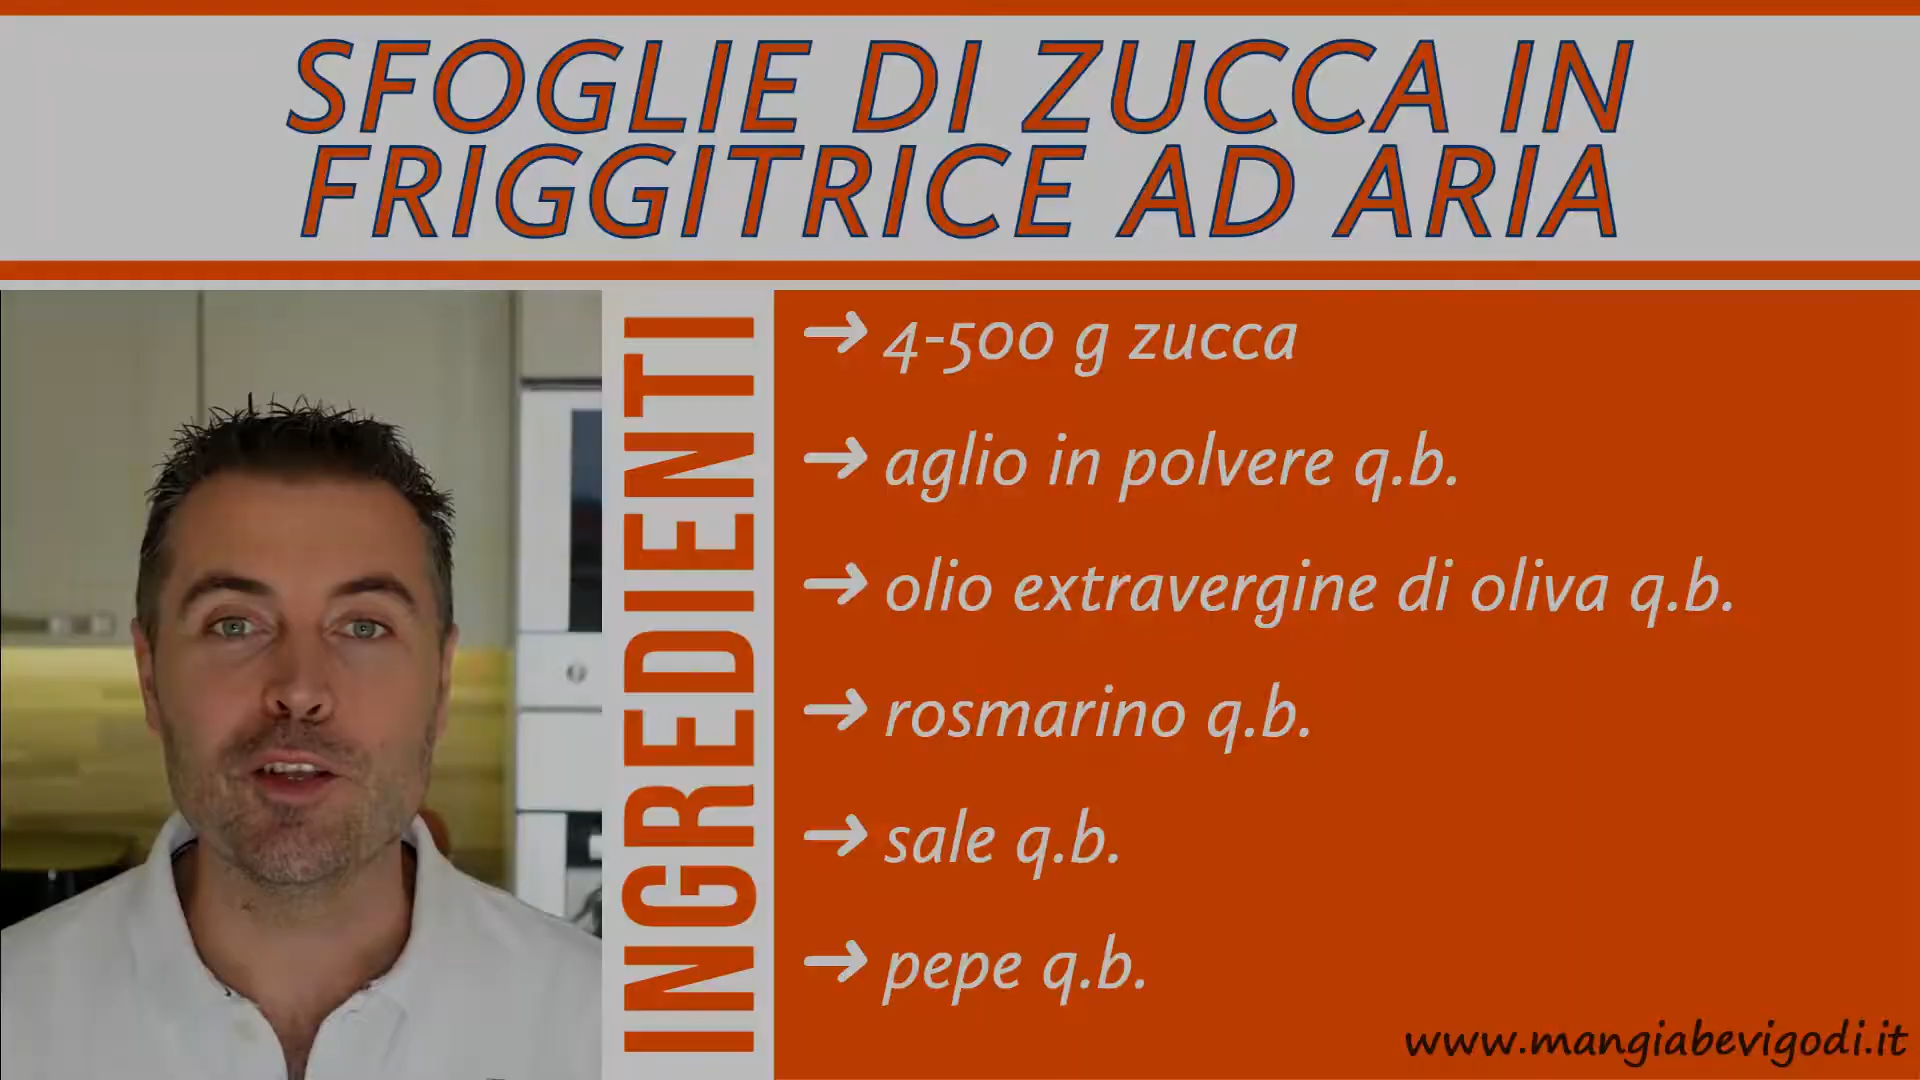 SFOGLIE DI ZUCCA IN
FRIGGITRICE AD ARIA
INGREDIENTI
→ 4-500 g zucca
→ aglio in polvere q.b.
→ olio extravergine di oliva q.b.
→ rosmarino q.b.
→ sale q.b.
→ pepe q.b.
www.mangiabevigodi.it